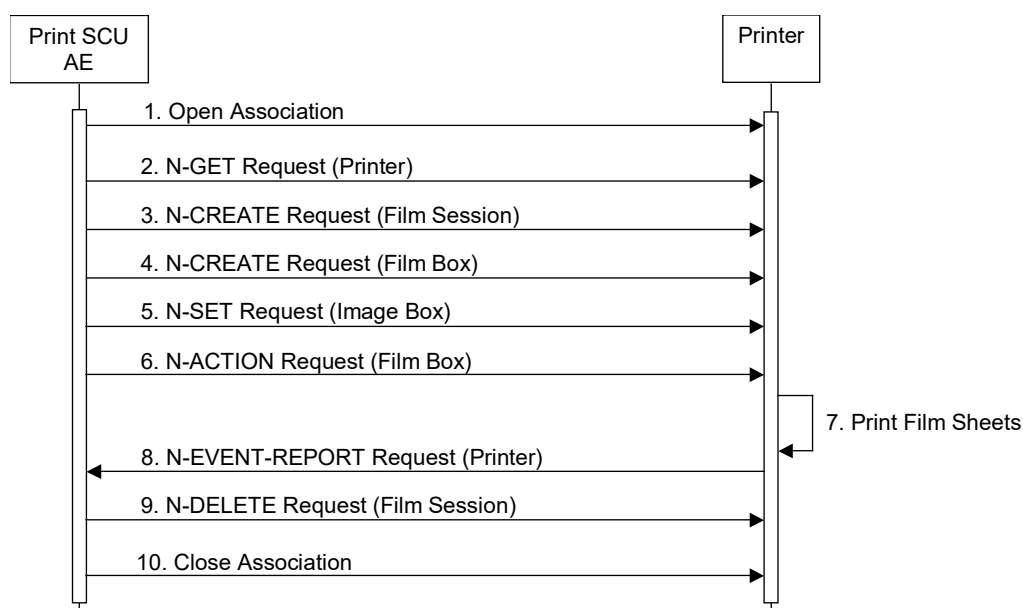 Print SCU
AE
Printer
1. Open Association
2. N-GET Request (Printer)
3. N-CREATE Request (Film Session)
4. N-CREATE Request (Film Box)
5. N-SET Request (Image Box)
6. N-ACTION Request (Film Box)
7. Print Film Sheets
8. N-EVENT-REPORT Request (Printer)
9. N-DELETE Request (Film Session)
10. Close Association